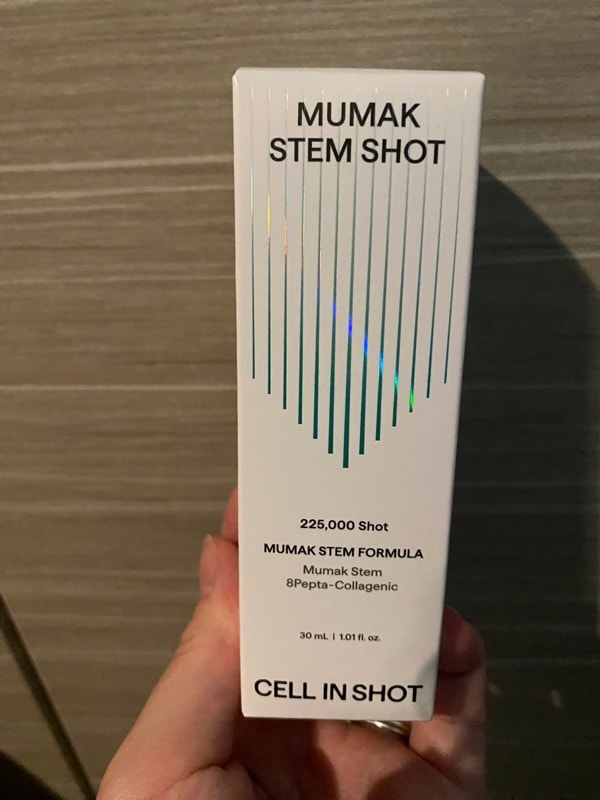 MUMAK
STEM SHOT
225,000 Shot
MUMAK STEM FORMULA
Mumak Stem
8Pepta-Collagenic
30 mL | 1.01 fl. oz.
CELL IN SHOT